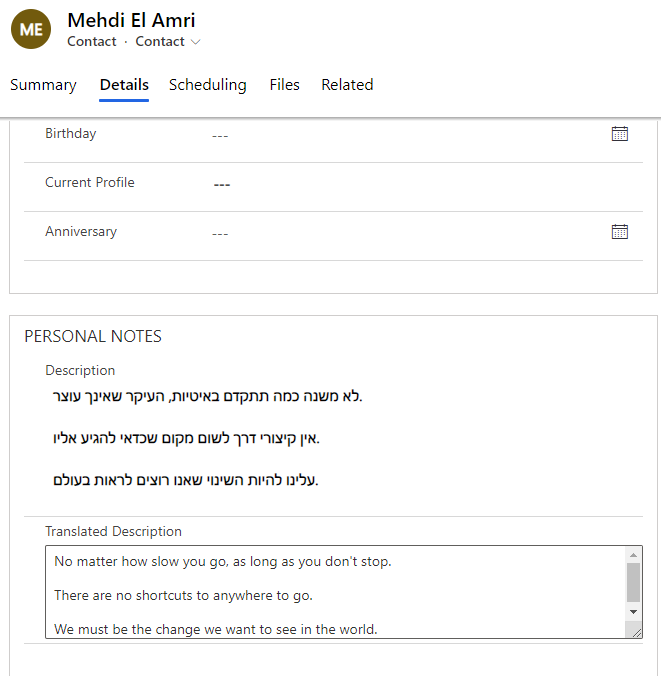 ME
Mehdi El Amri
Contact · Contact
Summary Details Scheduling Files Related
Birthday ---
Current Profile ---
Anniversary ---
PERSONAL NOTES
Description
לא משנה כמה תתקדם באיטיות, העיקר שאינך עוצר.
אין קיצורי דרך לשום מקום שכדאי להגיע אליו.
עלינו להיות השינוי שאנו רוצים לראות בעולם.
Translated Description
No matter how slow you go, as long as you don't stop.
There are no shortcuts to anywhere to go.
We must be the change we want to see in the world.